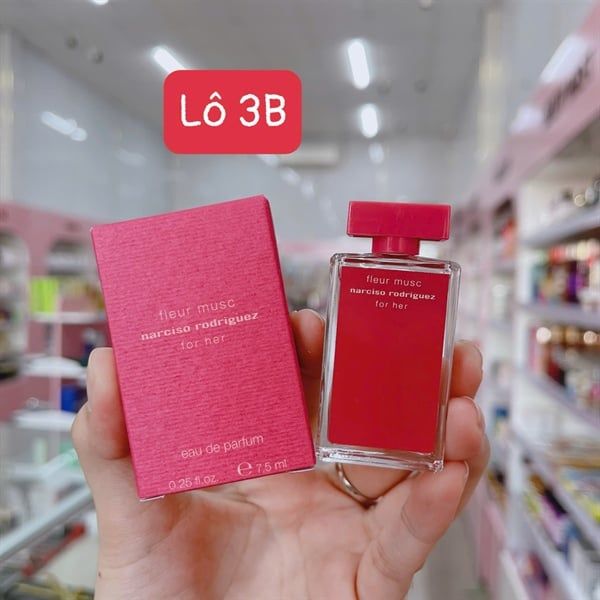 Lô 3B
fleur musc
narciso rodriguez
for her
eau de parfum
0.25 fl.oz. ℮ 7.5 ml
fleur musc
narciso rodriguez
for her